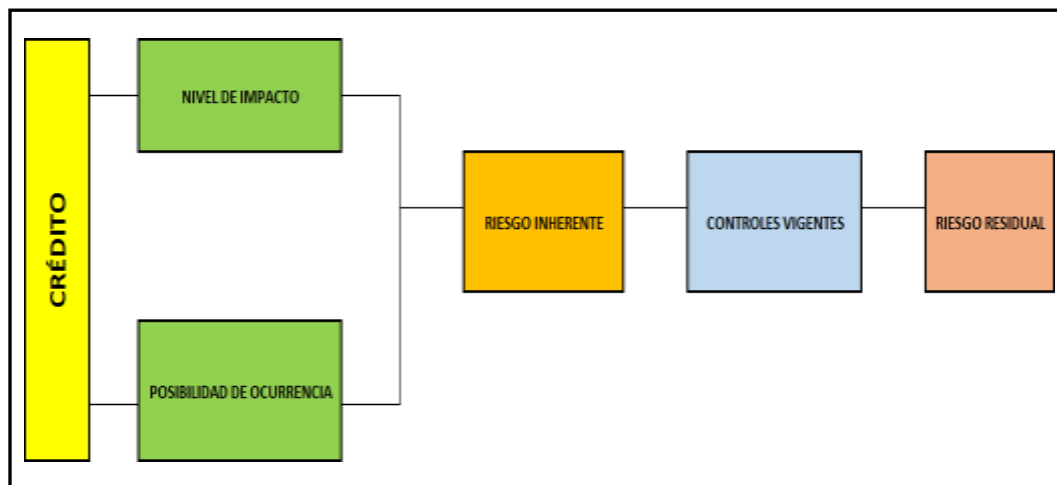 CRÉDITO
NIVEL DE IMPACTO
POSIBILIDAD DE OCURRENCIA
RIESGO INHERENTE
CONTROLES VIGENTES
RIESGO RESIDUAL